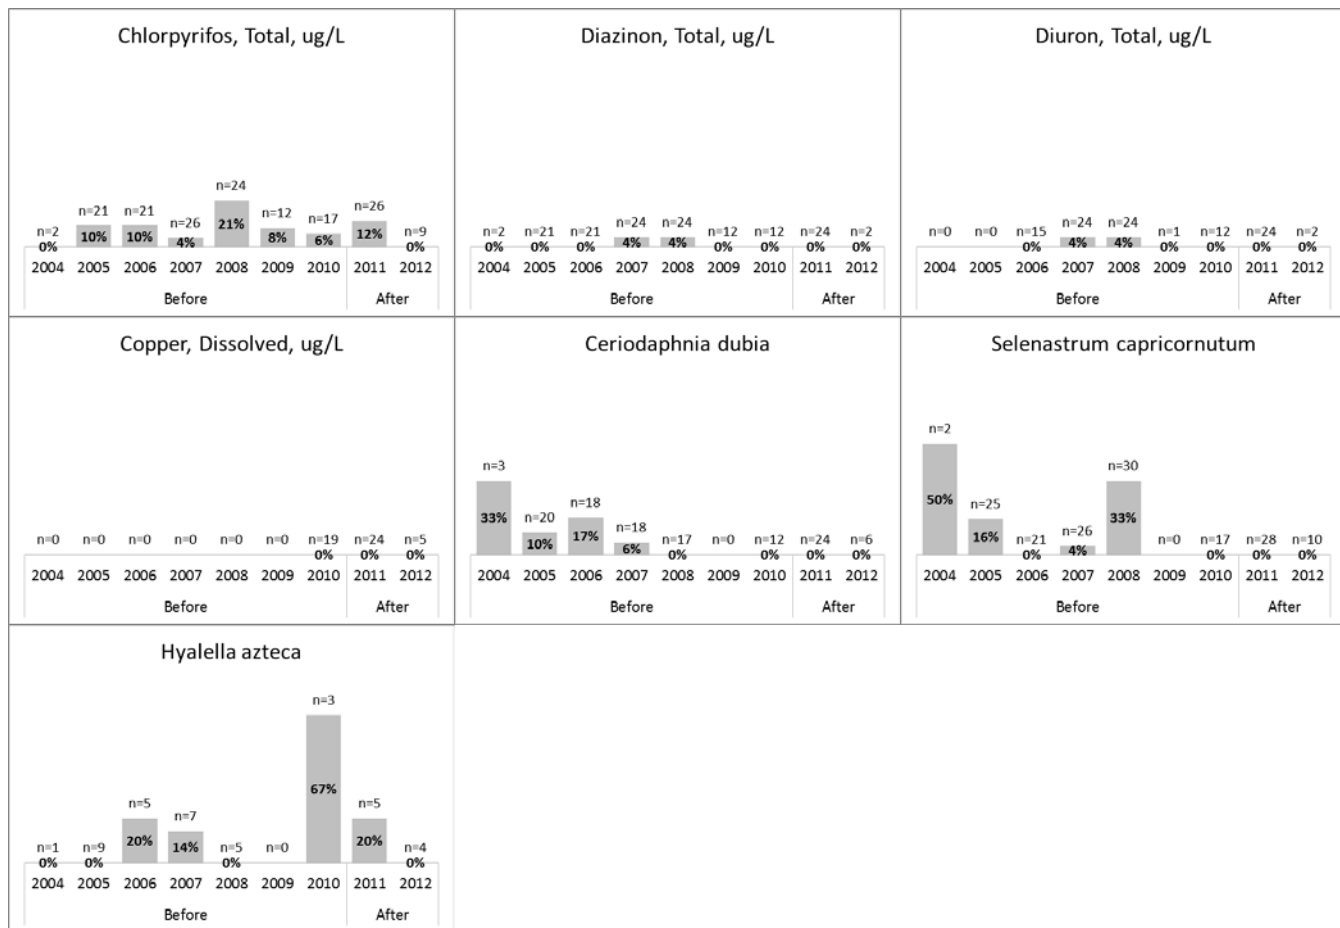 Chlorpyrifos, Total, ug/L
n=2 n=21 n=21 n=26 n=24 n=12 n=17 n=26 n=9
0% 10% 10% 4% 21% 8% 6% 12% 0%
2004 2005 2006 2007 2008 2009 2010 2011 2012
Before After
Diazinon, Total, ug/L
n=2 n=21 n=21 n=24 n=24 n=12 n=12 n=24 n=2
0% 0% 0% 4% 4% 0% 0% 0% 0%
2004 2005 2006 2007 2008 2009 2010 2011 2012
Before After
Diuron, Total, ug/L
n=0 n=0 n=15 n=24 n=24 n=1 n=12 n=24 n=2
0% 4% 4% 0% 0% 0% 0%
2004 2005 2006 2007 2008 2009 2010 2011 2012
Before After
Copper, Dissolved, ug/L
n=0 n=0 n=0 n=0 n=0 n=0 n=19 n=24 n=5
0% 0% 0%
2004 2005 2006 2007 2008 2009 2010 2011 2012
Before After
Ceriodaphnia dubia
n=3 n=20 n=18 n=18 n=17 n=0 n=12 n=24 n=6
33% 10% 17% 6% 0% 0% 0% 0%
2004 2005 2006 2007 2008 2009 2010 2011 2012
Before After
Selenastrum capricornutum
n=2 n=25 n=21 n=26 n=30 n=0 n=17 n=28 n=10
50% 16% 0% 4% 33% 0% 0% 0%
2004 2005 2006 2007 2008 2009 2010 2011 2012
Before After
Hyalella azteca
n=1 n=9 n=5 n=7 n=5 n=0 n=3 n=5 n=4
0% 0% 20% 14% 0% 67% 20% 0%
2004 2005 2006 2007 2008 2009 2010 2011 2012
Before After